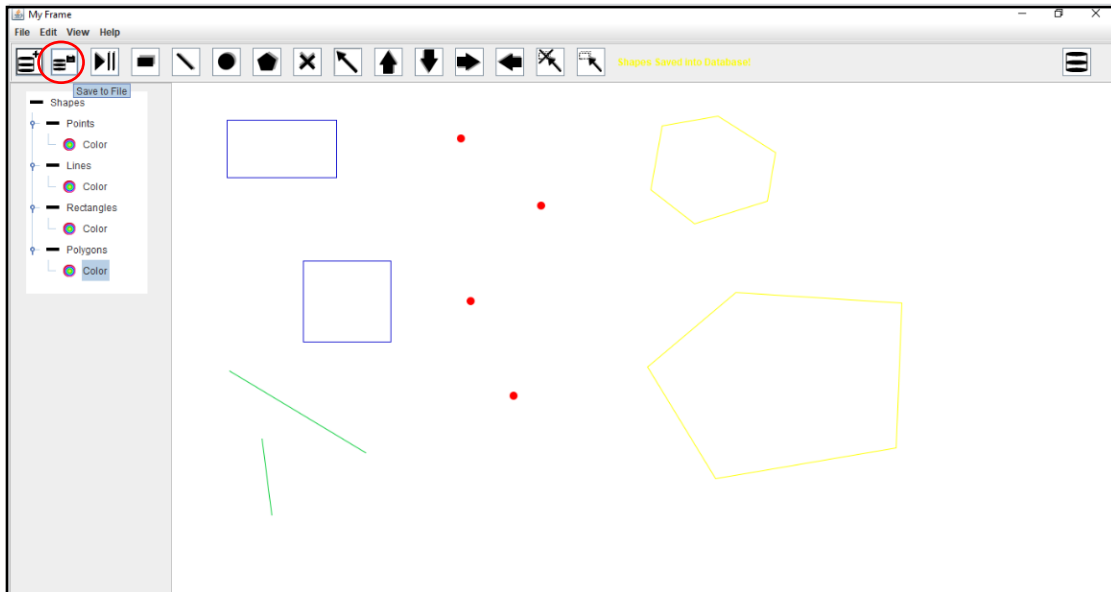 My Frame
File Edit View Help
Shapes Saved into Database!
Save to File
Shapes
Points
Color
Lines
Color
Rectangles
Color
Polygons
Color